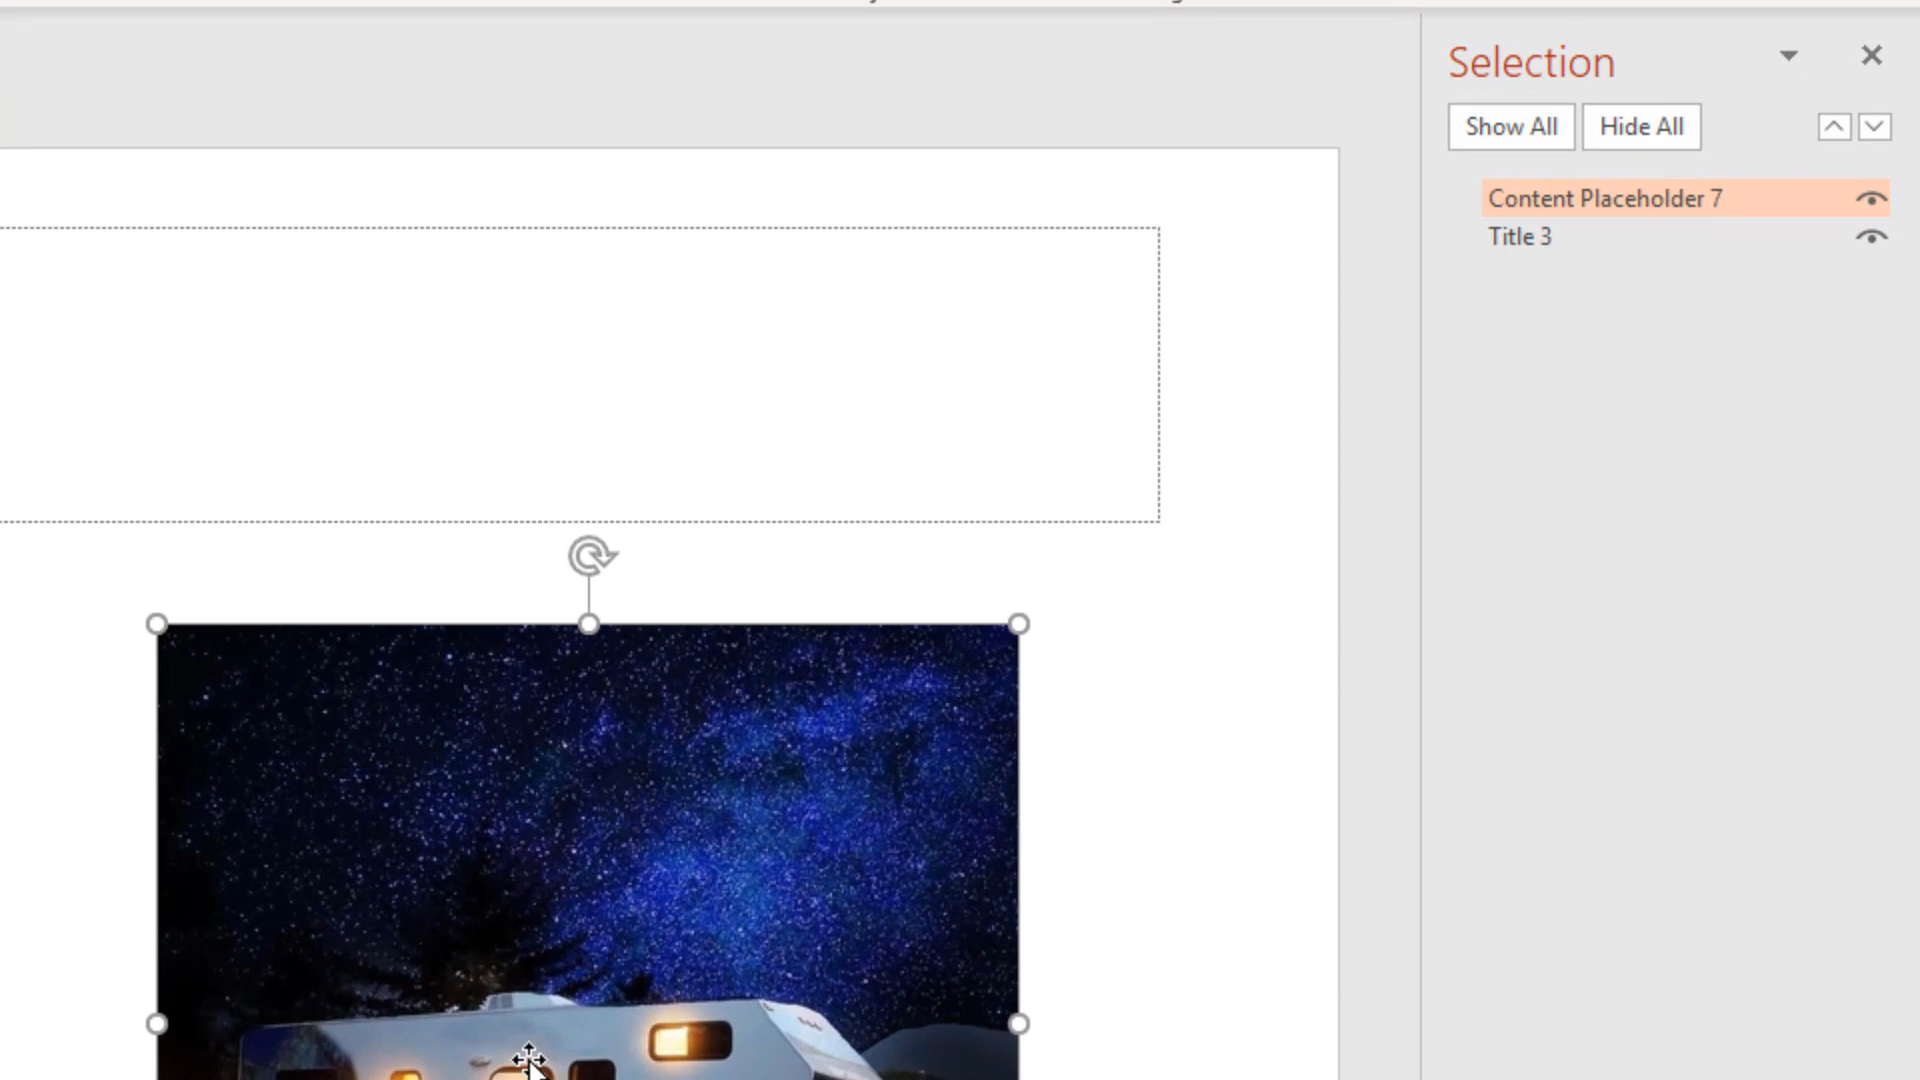 Selection
Show All Hide All
Content Placeholder 7
Title 3